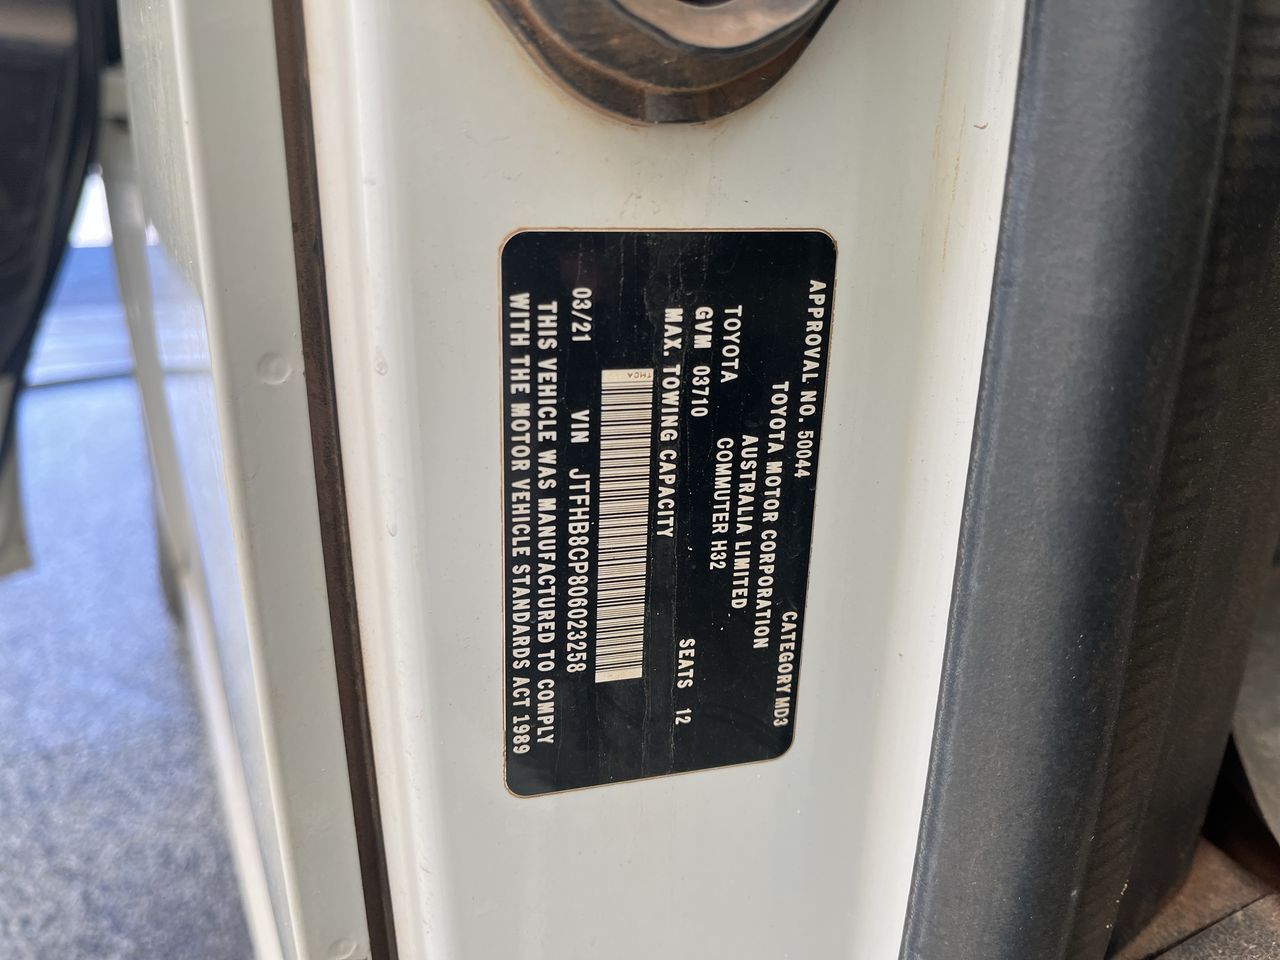 APPROVAL NO. 50044 CATEGORY MD3
TOYOTA MOTOR CORPORATION
AUSTRALIA LIMITED
TOYOTA COMMUTER H32
GVM 03710 SEATS 12
MAX. TOWING CAPACITY
TMCA
03/21 VIN JTFHB8CP806023258
THIS VEHICLE WAS MANUFACTURED TO COMPLY
WITH THE MOTOR VEHICLE STANDARDS ACT 1989